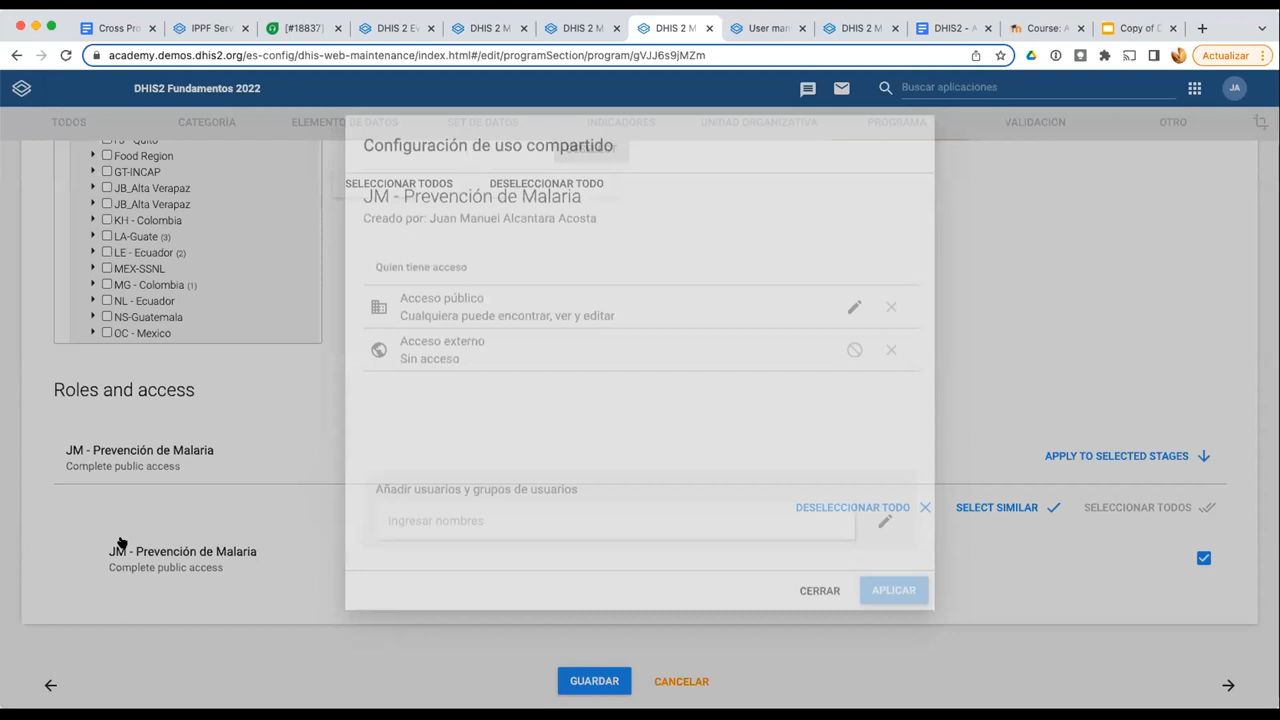 Cross Pro
IPPF Serv
[#18837]
DHIS 2 Ev
DHIS 2 M
DHIS 2 M
DHIS 2 M
User man
DHIS 2 M
DHIS2 - A
Course: A
Copy of D
academy.demos.dhis2.org/es-config/dhis-web-maintenance/index.html#/edit/programSection/program/gVJJ6s9jMZm
Actualizar
DHIS2 Fundamentos 2022
Buscar aplicaciones
JA
TODOS
CATEGORÍA
ELEMENTO DE DATOS
SET DE DATOS
INDICADORES
UNIDAD ORGANIZATIVA
PROGRAMA
VALIDACIÓN
OTRO
Food Region
GT-INCAP
JB_Alta Verapaz
JB_Alta Verapaz
KH - Colombia
LA-Guate (3)
LE - Ecuador (2)
MEX-SSNL
MG - Colombia (1)
NL - Ecuador
NS-Guatemala
OC - Mexico
Configuración de uso compartido
SELECCIONAR TODOS
DESELECCIONAR TODO
JM - Prevención de Malaria
Creado por: Juan Manuel Alcantara Acosta
Quien tiene acceso
Acceso público
Cualquiera puede encontrar, ver y editar
Acceso externo
Sin acceso
Añadir usuarios y grupos de usuarios
Ingresar nombres
CERRAR
APLICAR
Roles and access
JM - Prevención de Malaria
Complete public access
APPLY TO SELECTED STAGES
DESELECCIONAR TODO
SELECT SIMILAR
SELECCIONAR TODOS
JM - Prevención de Malaria
Complete public access
GUARDAR
CANCELAR